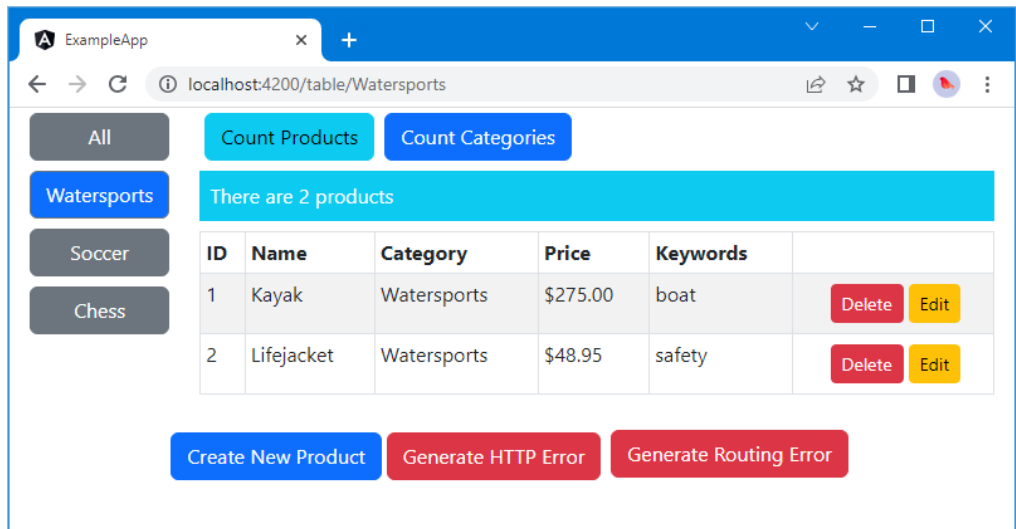 ExampleApp
localhost:4200/table/Watersports
All
Count Products Count Categories
Watersports
There are 2 products
Soccer
Chess
ID Name Category Price Keywords
1 Kayak Watersports $275.00 boat Delete Edit
2 Lifejacket Watersports $48.95 safety Delete Edit
Create New Product Generate HTTP Error Generate Routing Error